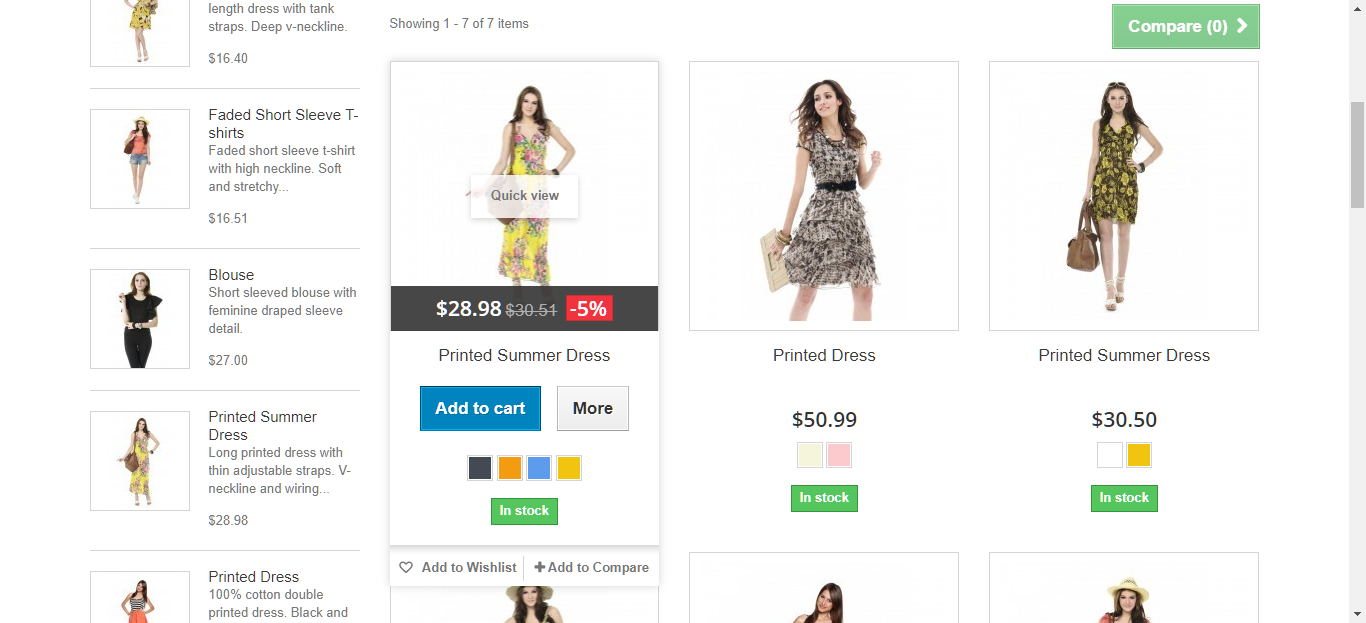 length dress with tank
straps. Deep v-neckline.
$16.40
Faded Short Sleeve T-
shirts
Faded short sleeve t-shirt
with high neckline. Soft
and stretchy...
$16.51
Blouse
Short sleeved blouse with
feminine draped sleeve
detail.
$27.00
Printed Summer
Dress
Long printed dress with
thin adjustable straps. V-
neckline and wiring...
$28.98
Printed Dress
100% cotton double
printed dress. Black and
Showing 1 - 7 of 7 items
Compare (0)
Quick view
$28.98 $30.51 -5%
Printed Summer Dress
Add to cart
More
In stock
Add to Wishlist
Add to Compare
Printed Dress
$50.99
In stock
Printed Summer Dress
$30.50
In stock